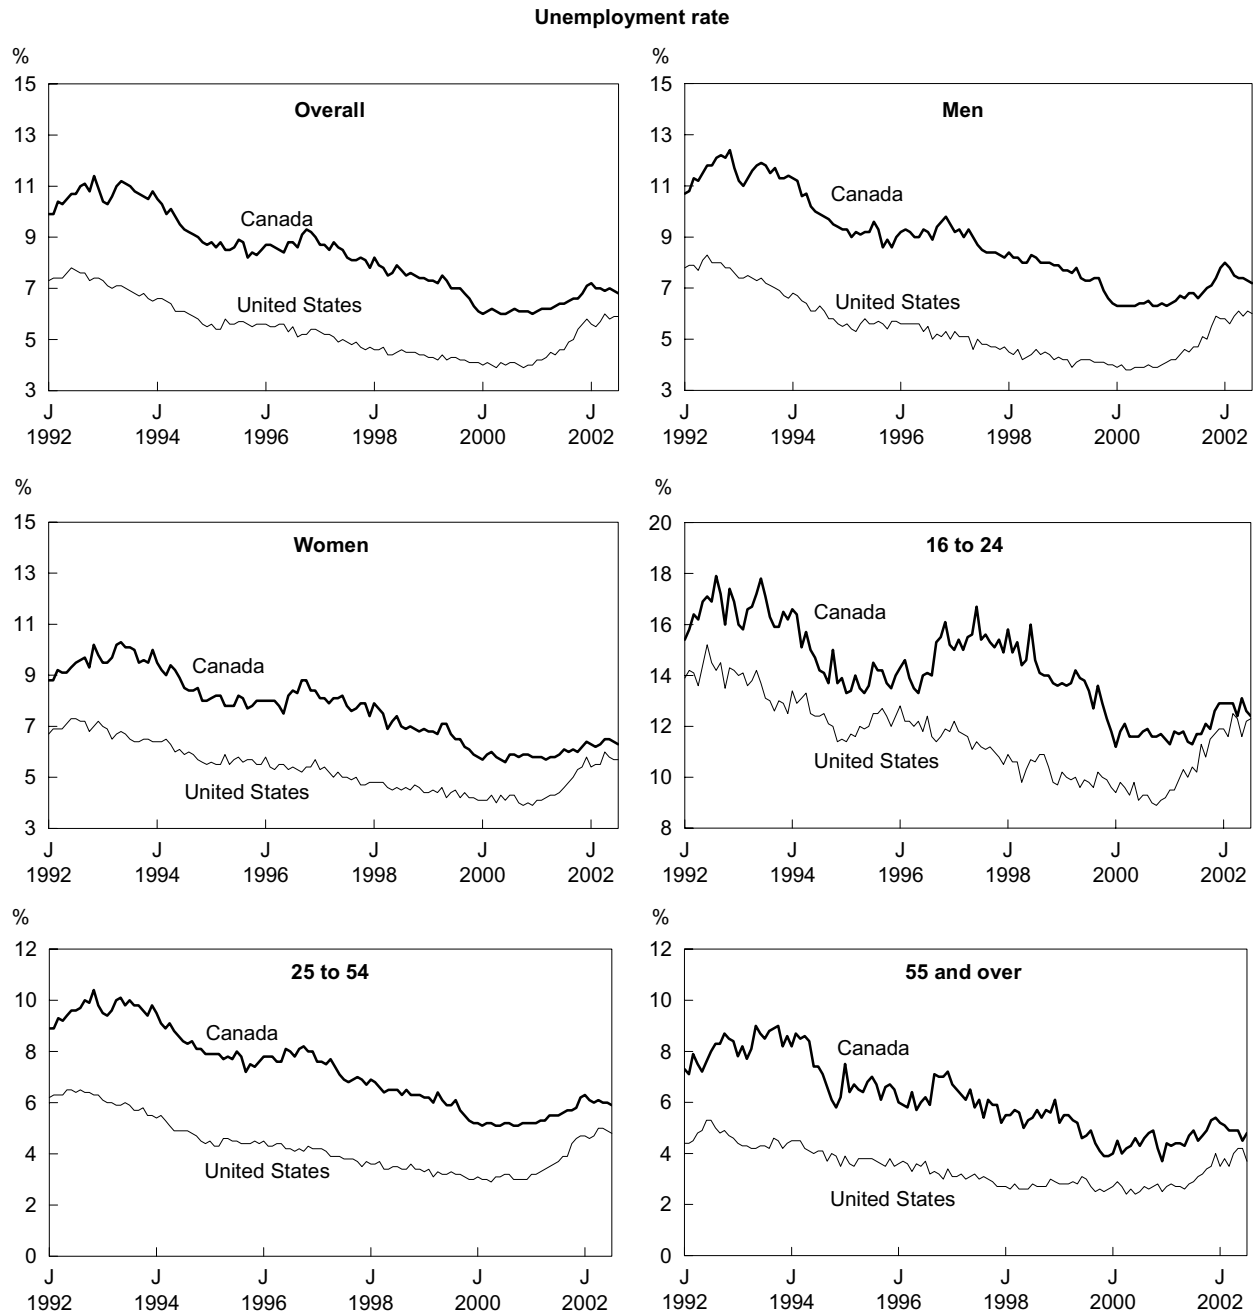 Unemployment rate
%
15
13
11
9
7
5
3
Overall
Canada
United States
J J J J J J
1992 1994 1996 1998 2000 2002
%
15
13
11
9
7
5
3
Men
Canada
United States
J J J J J J
1992 1994 1996 1998 2000 2002
%
15
13
11
9
7
5
3
Women
Canada
United States
J J J J J J
1992 1994 1996 1998 2000 2002
%
20
18
16
14
12
10
8
16 to 24
Canada
United States
J J J J J J
1992 1994 1996 1998 2000 2002
%
12
10
8
6
4
2
0
25 to 54
Canada
United States
J J J J J J
1992 1994 1996 1998 2000 2002
%
12
10
8
6
4
2
0
55 and over
Canada
United States
J J J J J J
1992 1994 1996 1998 2000 2002